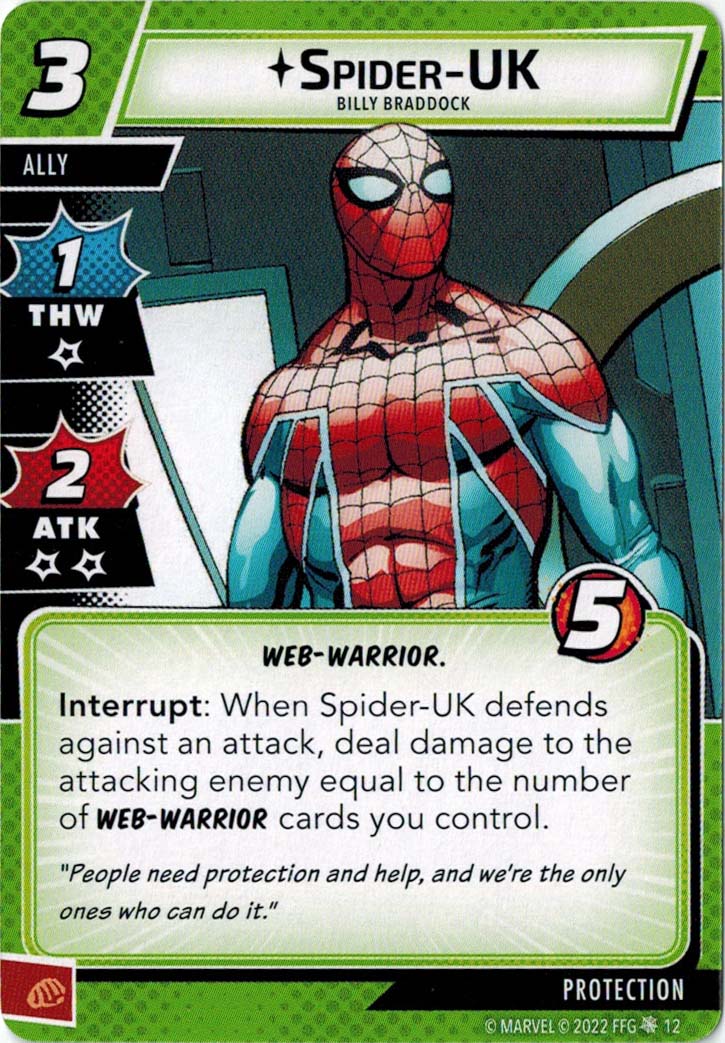 3
SPIDER-UK
BILLY BRADDOCK
ALLY
1
THW
2
ATK
5
WEB-WARRIOR.
Interrupt: When Spider-UK defends
against an attack, deal damage to the
attacking enemy equal to the number
of WEB-WARRIOR cards you control.
"People need protection and help, and we're the only
ones who can do it."
PROTECTION
© MARVEL © 2022 FFG 12